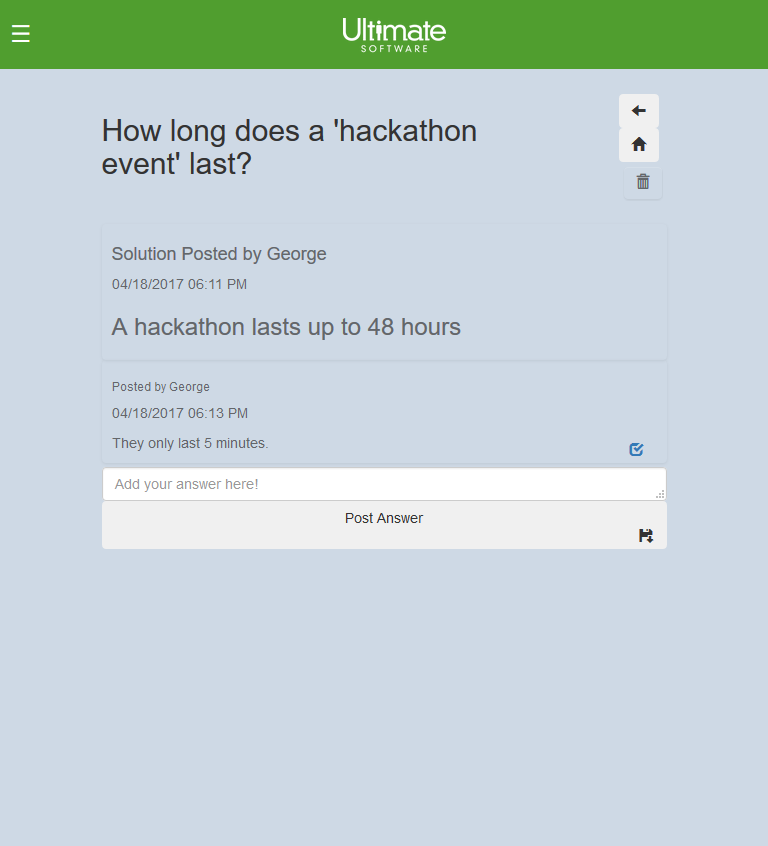 Ultimate
SOFTWARE
How long does a 'hackathon
event' last?
Solution Posted by George
04/18/2017 06:11 PM
A hackathon lasts up to 48 hours
Posted by George
04/18/2017 06:13 PM
They only last 5 minutes.
Add your answer here!
Post Answer